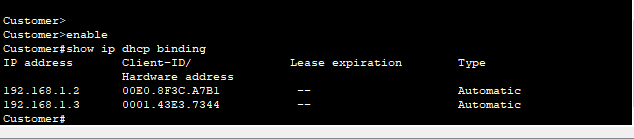 Customer>
Customer>enable
Customer#show ip dhcp binding
IP address       Client-ID/              Lease expiration        Type
                 Hardware address
192.168.1.2      00E0.8F3C.A7B1           --                     Automatic
192.168.1.3      0001.43E3.7344           --                     Automatic
Customer#